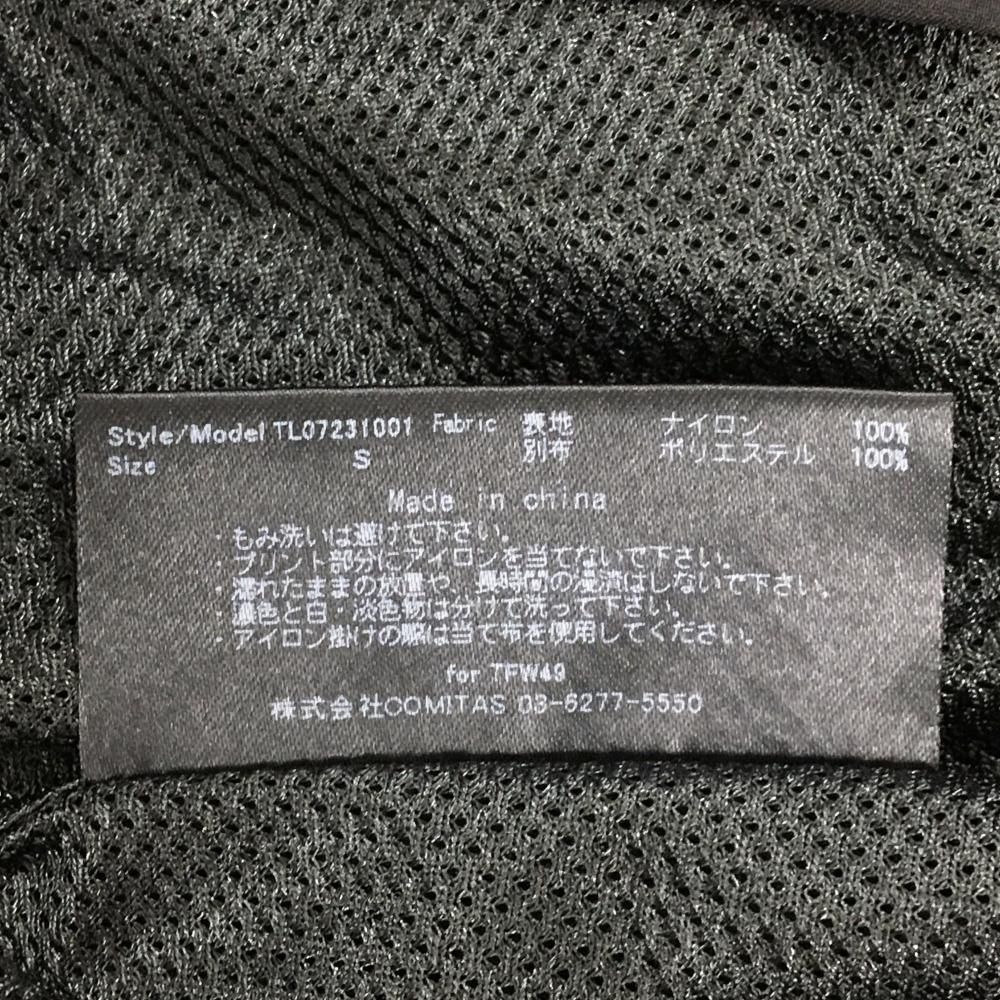 Style/Model TL07231001 Fabric 表地 ナイロン 100%
Size S 別布 ポリエステル 100%
Made in china
・もみ洗いは避けて下さい。
・プリント部分にアイロンを当てないで下さい。
・濡れたままの放置や、長時間の浸漬はしないで下さい。
・濃色と白・淡色物は分けて洗って下さい。
・アイロン掛けの際は当て布を使用してください。
for TFW49
株式会社COMITAS 03-6277-5550